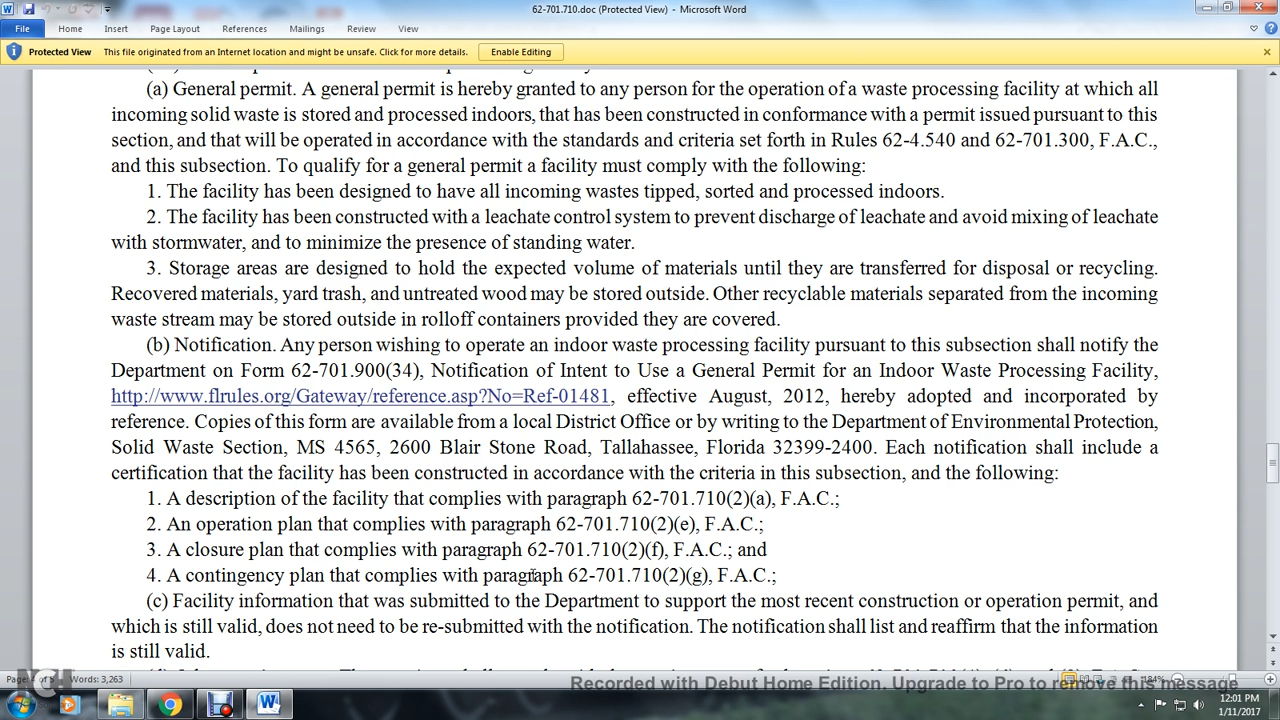 62-701.710.doc (Protected View) - Microsoft Word
File Home Insert Page Layout References Mailings Review View
Protected View This file originated from an Internet location and might be unsafe. Click for more details. Enable Editing
(a) General permit. A general permit is hereby granted to any person for the operation of a waste processing facility at which all
incoming solid waste is stored and processed indoors, that has been constructed in conformance with a permit issued pursuant to this
section, and that will be operated in accordance with the standards and criteria set forth in Rules 62-4.540 and 62-701.300, F.A.C.,
and this subsection. To qualify for a general permit a facility must comply with the following:
1. The facility has been designed to have all incoming wastes tipped, sorted and processed indoors.
2. The facility has been constructed with a leachate control system to prevent discharge of leachate and avoid mixing of leachate
with stormwater, and to minimize the presence of standing water.
3. Storage areas are designed to hold the expected volume of materials until they are transferred for disposal or recycling.
Recovered materials, yard trash, and untreated wood may be stored outside. Other recyclable materials separated from the incoming
waste stream may be stored outside in rolloff containers provided they are covered.
(b) Notification. Any person wishing to operate an indoor waste processing facility pursuant to this subsection shall notify the
Department on Form 62-701.900(34), Notification of Intent to Use a General Permit for an Indoor Waste Processing Facility,
http://www.flrules.org/Gateway/reference.asp?No=Ref-01481, effective August, 2012, hereby adopted and incorporated by
reference. Copies of this form are available from a local District Office or by writing to the Department of Environmental Protection,
Solid Waste Section, MS 4565, 2600 Blair Stone Road, Tallahassee, Florida 32399-2400. Each notification shall include a
certification that the facility has been constructed in accordance with the criteria in this subsection, and the following:
1. A description of the facility that complies with paragraph 62-701.710(2)(a), F.A.C.;
2. An operation plan that complies with paragraph 62-701.710(2)(e), F.A.C.;
3. A closure plan that complies with paragraph 62-701.710(2)(f), F.A.C.; and
4. A contingency plan that complies with paragraph 62-701.710(2)(g), F.A.C.;
(c) Facility information that was submitted to the Department to support the most recent construction or operation permit, and
which is still valid, does not need to be re-submitted with the notification. The notification shall list and reaffirm that the information
is still valid.
Words: 3,263
Recorded with Debut Home Edition. Upgrade to Pro to remove this message
12:01 PM
1/11/2017